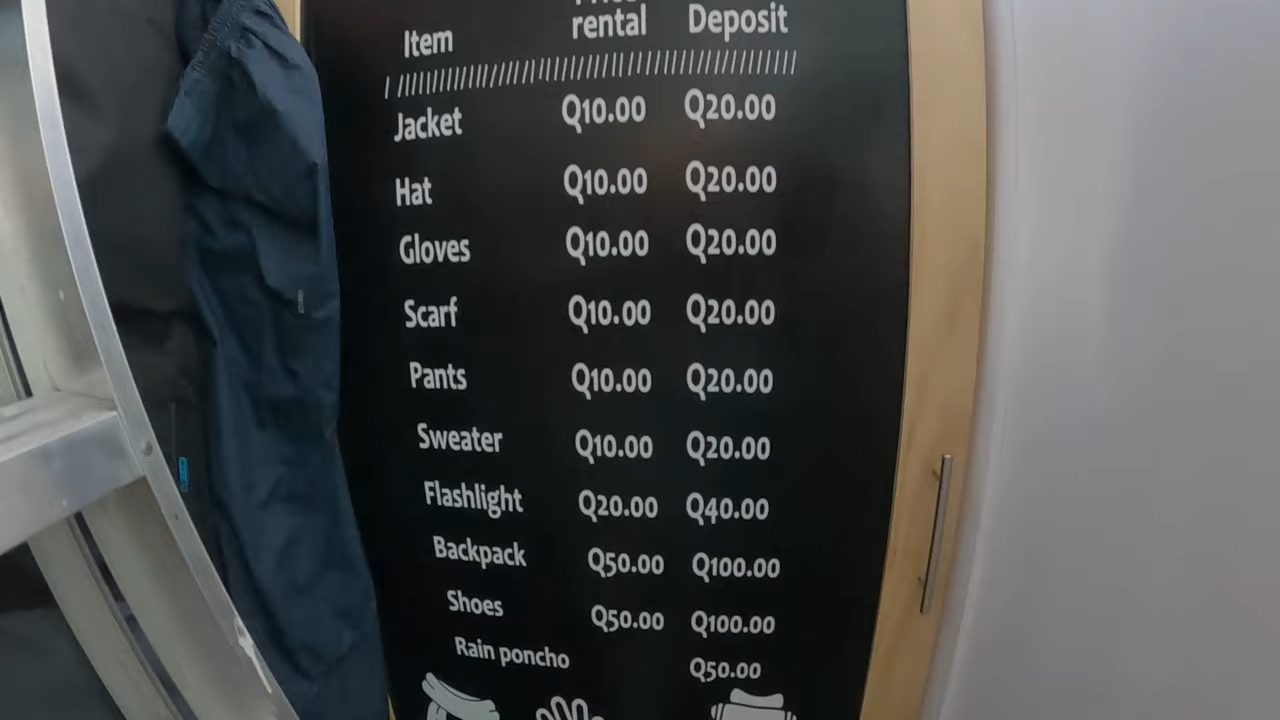 rental Deposit
Item
Jacket Q10.00 Q20.00
Hat Q10.00 Q20.00
Gloves Q10.00 Q20.00
Scarf Q10.00 Q20.00
Pants Q10.00 Q20.00
Sweater Q10.00 Q20.00
Flashlight Q20.00 Q40.00
Backpack Q50.00 Q100.00
Shoes Q50.00 Q100.00
Rain poncho Q50.00